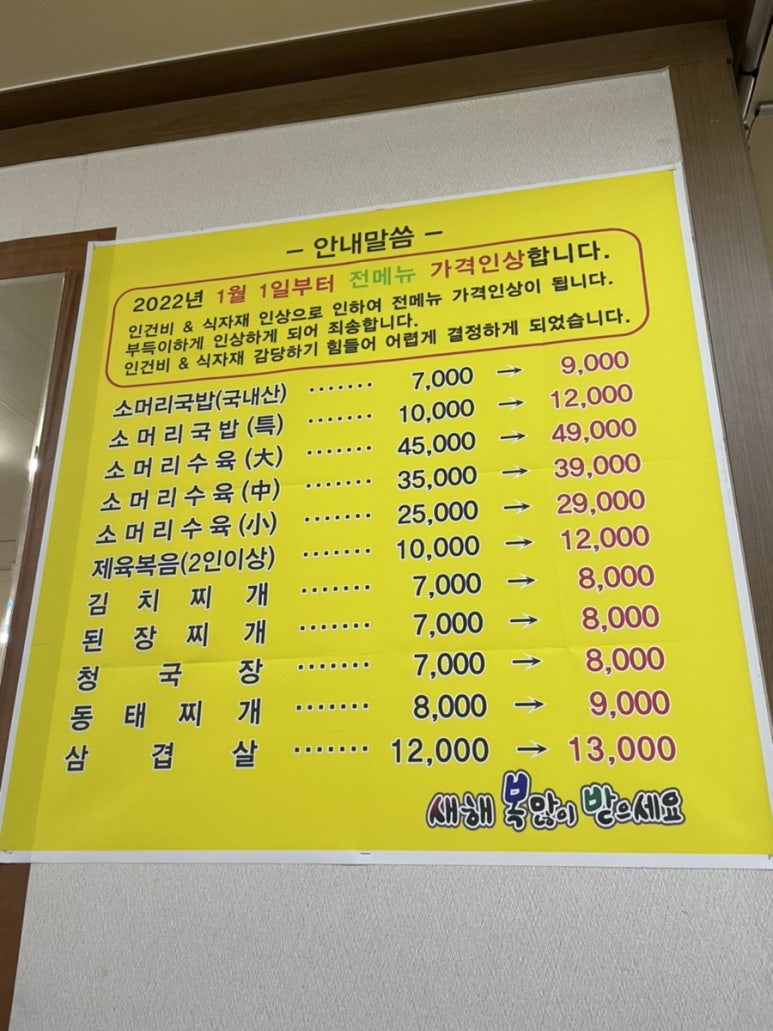 - 안내말씀 -
2022년 1월 1일부터 전메뉴 가격인상합니다.
인건비 & 식자재 인상으로 인하여 전메뉴 가격인상이 됩니다.
부득이하게 인상하게 되어 죄송합니다.
인건비 & 식자재 감당하기 힘들어 어렵게 결정하게 되었습니다.
소머리국밥(국내산) ······· 7,000 → 9,000
소머리국밥(特) ······· 10,000 → 12,000
소머리수육(大) ······· 45,000 → 49,000
소머리수육(中) ······· 35,000 → 39,000
소머리수육(小) ······· 25,000 → 29,000
제육볶음(2인이상) ······· 10,000 → 12,000
김치찌개 ······· 7,000 → 8,000
된장찌개 ······· 7,000 → 8,000
청국장 ······· 7,000 → 8,000
동태찌개 ······· 8,000 → 9,000
삼겹살 ······· 12,000 → 13,000
새해 복 많이 받으세요